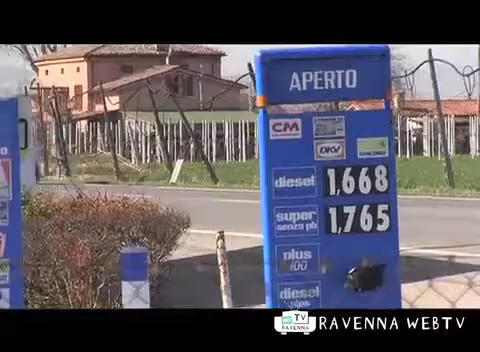 APERTO
CM
DKV
diesel 1,668
super
senza pb 1,765
plus
100
diesel
TV
RAVENNA
RAVENNA WEBTV